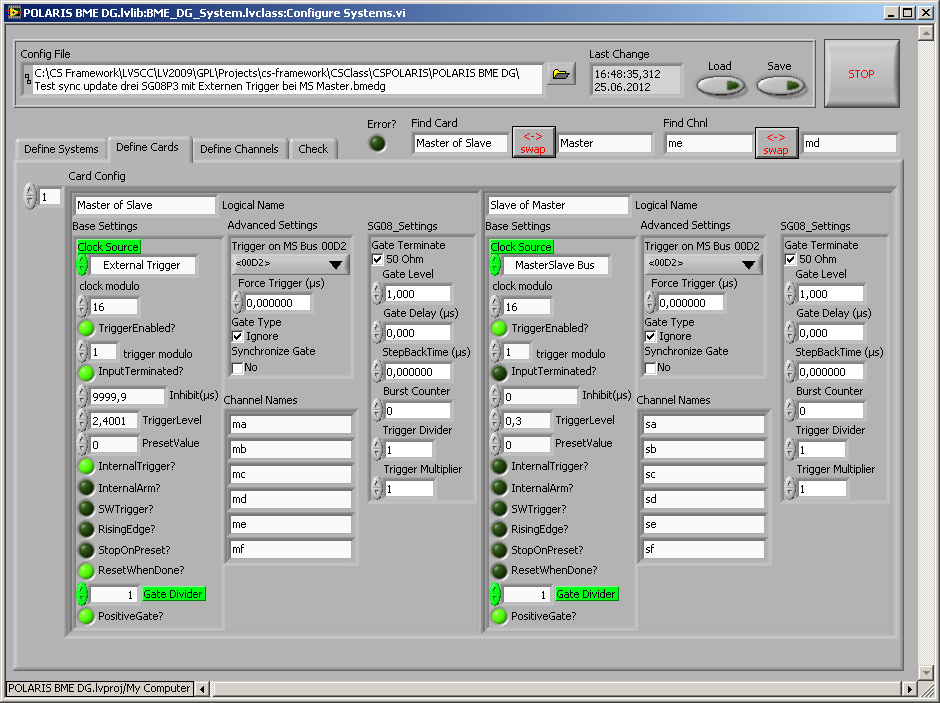 POLARIS BME DG.lvlib:BME_DG_System.lvclass:Configure Systems.vi
Config File
C:\CS Framework\LVSCC\LV2009\GPL\Projects\cs-framework\CSClass\CSPOLARIS\POLARIS BME DG\
Test sync update drei SG08P3 mit Externen Trigger bei MS Master.bmedg
Last Change
16:48:35,312
25.06.2012
Load
Save
STOP
Define Systems
Define Cards
Define Channels
Check
Error?
Find Card
Master of Slave
<->
swap
Master
Find Chnl
me
<->
swap
md
Card Config
1
Master of Slave
Logical Name
Base Settings
Clock Source
External Trigger
clock modulo
16
TriggerEnabled?
1 trigger modulo
InputTerminated?
9999,9 Inhibit(µs)
2,4001 TriggerLevel
0 PresetValue
InternalTrigger?
InternalArm?
SWTrigger?
RisingEdge?
StopOnPreset?
ResetWhenDone?
1 Gate Divider
PositiveGate?
Advanced Settings
Trigger on MS Bus 00D2
<00D2>
Force Trigger (µs)
0,000000
Gate Type
Ignore
Synchronize Gate
No
Channel Names
ma
mb
mc
md
me
mf
SG08_Settings
Gate Terminate
50 Ohm
Gate Level
1,000
Gate Delay (µs)
0,000
StepBackTime (µs)
0,000000
Burst Counter
0
Trigger Divider
1
Trigger Multiplier
1
Slave of Master
Logical Name
Base Settings
Clock Source
MasterSlave Bus
clock modulo
16
TriggerEnabled?
1 trigger modulo
InputTerminated?
0 Inhibit(µs)
0,3 TriggerLevel
0 PresetValue
InternalTrigger?
InternalArm?
SWTrigger?
RisingEdge?
StopOnPreset?
ResetWhenDone?
1 Gate Divider
PositiveGate?
Advanced Settings
Trigger on MS Bus 00D2
<00D2>
Force Trigger (µs)
0,000000
Gate Type
Ignore
Synchronize Gate
No
Channel Names
sa
sb
sc
sd
se
sf
SG08_Settings
Gate Terminate
50 Ohm
Gate Level
1,000
Gate Delay (µs)
0,000
StepBackTime (µs)
0,000000
Burst Counter
0
Trigger Divider
1
Trigger Multiplier
1
POLARIS BME DG.lvproj/My Computer